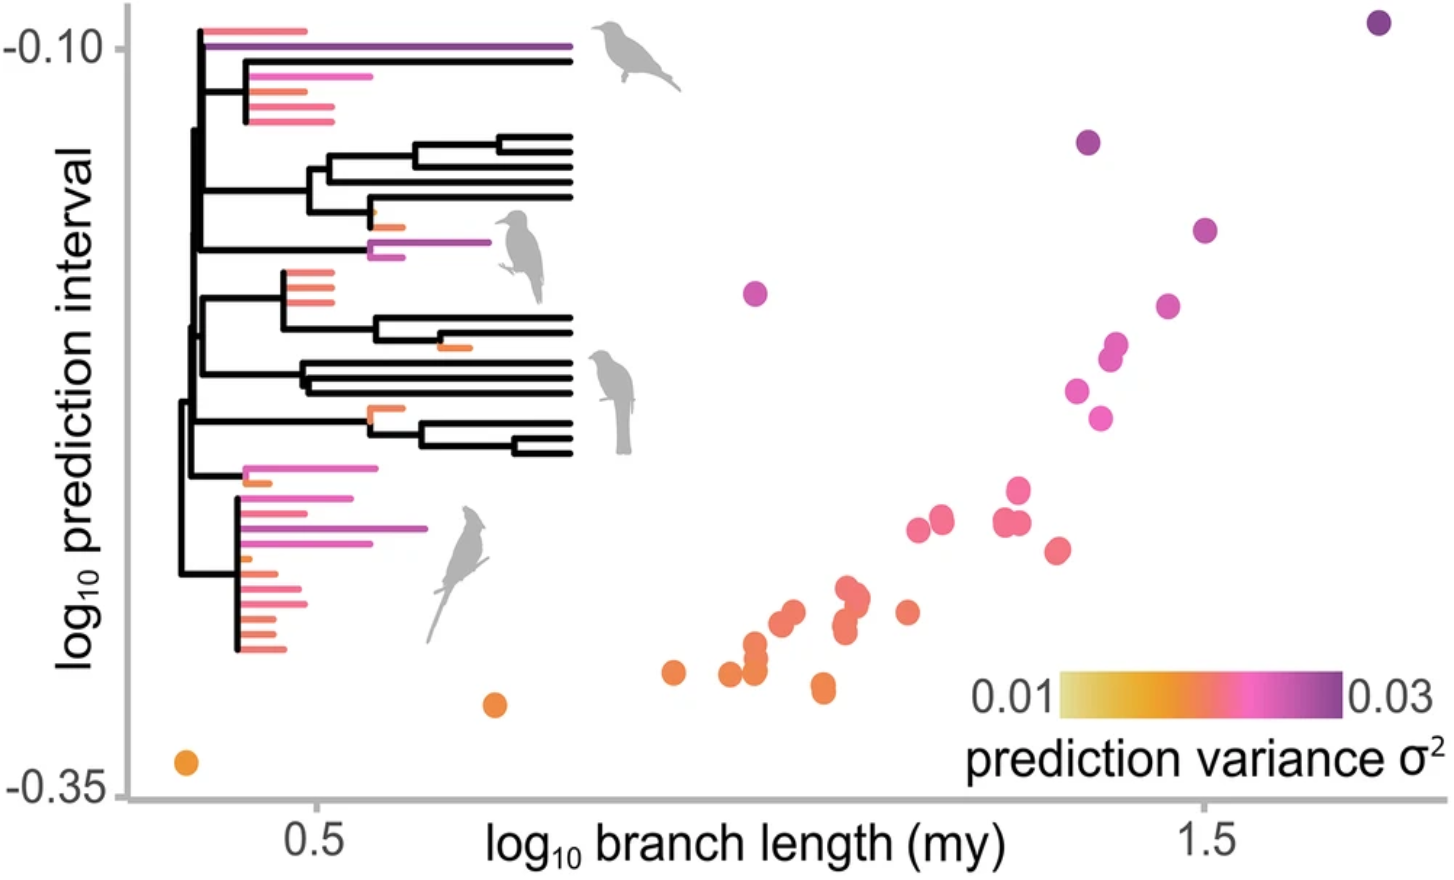 -0.10
log₁₀ prediction interval
0.01
0.03
prediction variance σ²
-0.35
0.5
log₁₀ branch length (my)
1.5